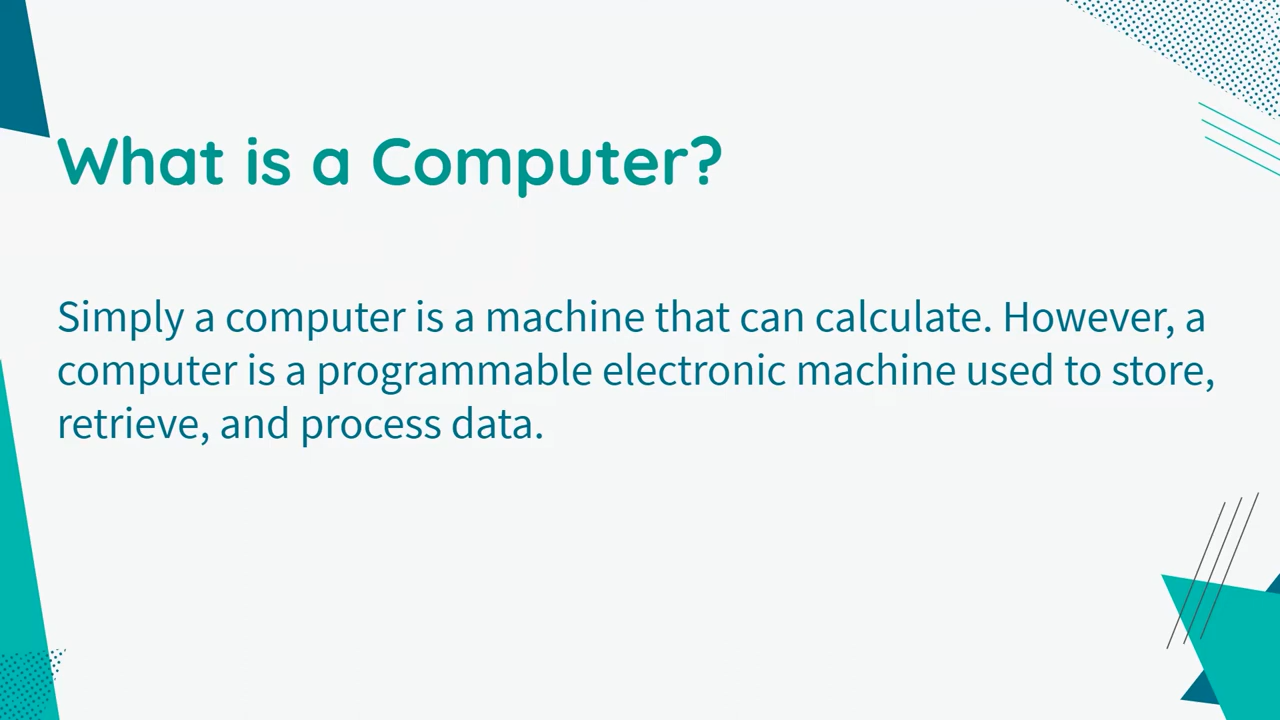 What is a Computer?
Simply a computer is a machine that can calculate. However, a
computer is a programmable electronic machine used to store,
retrieve, and process data.